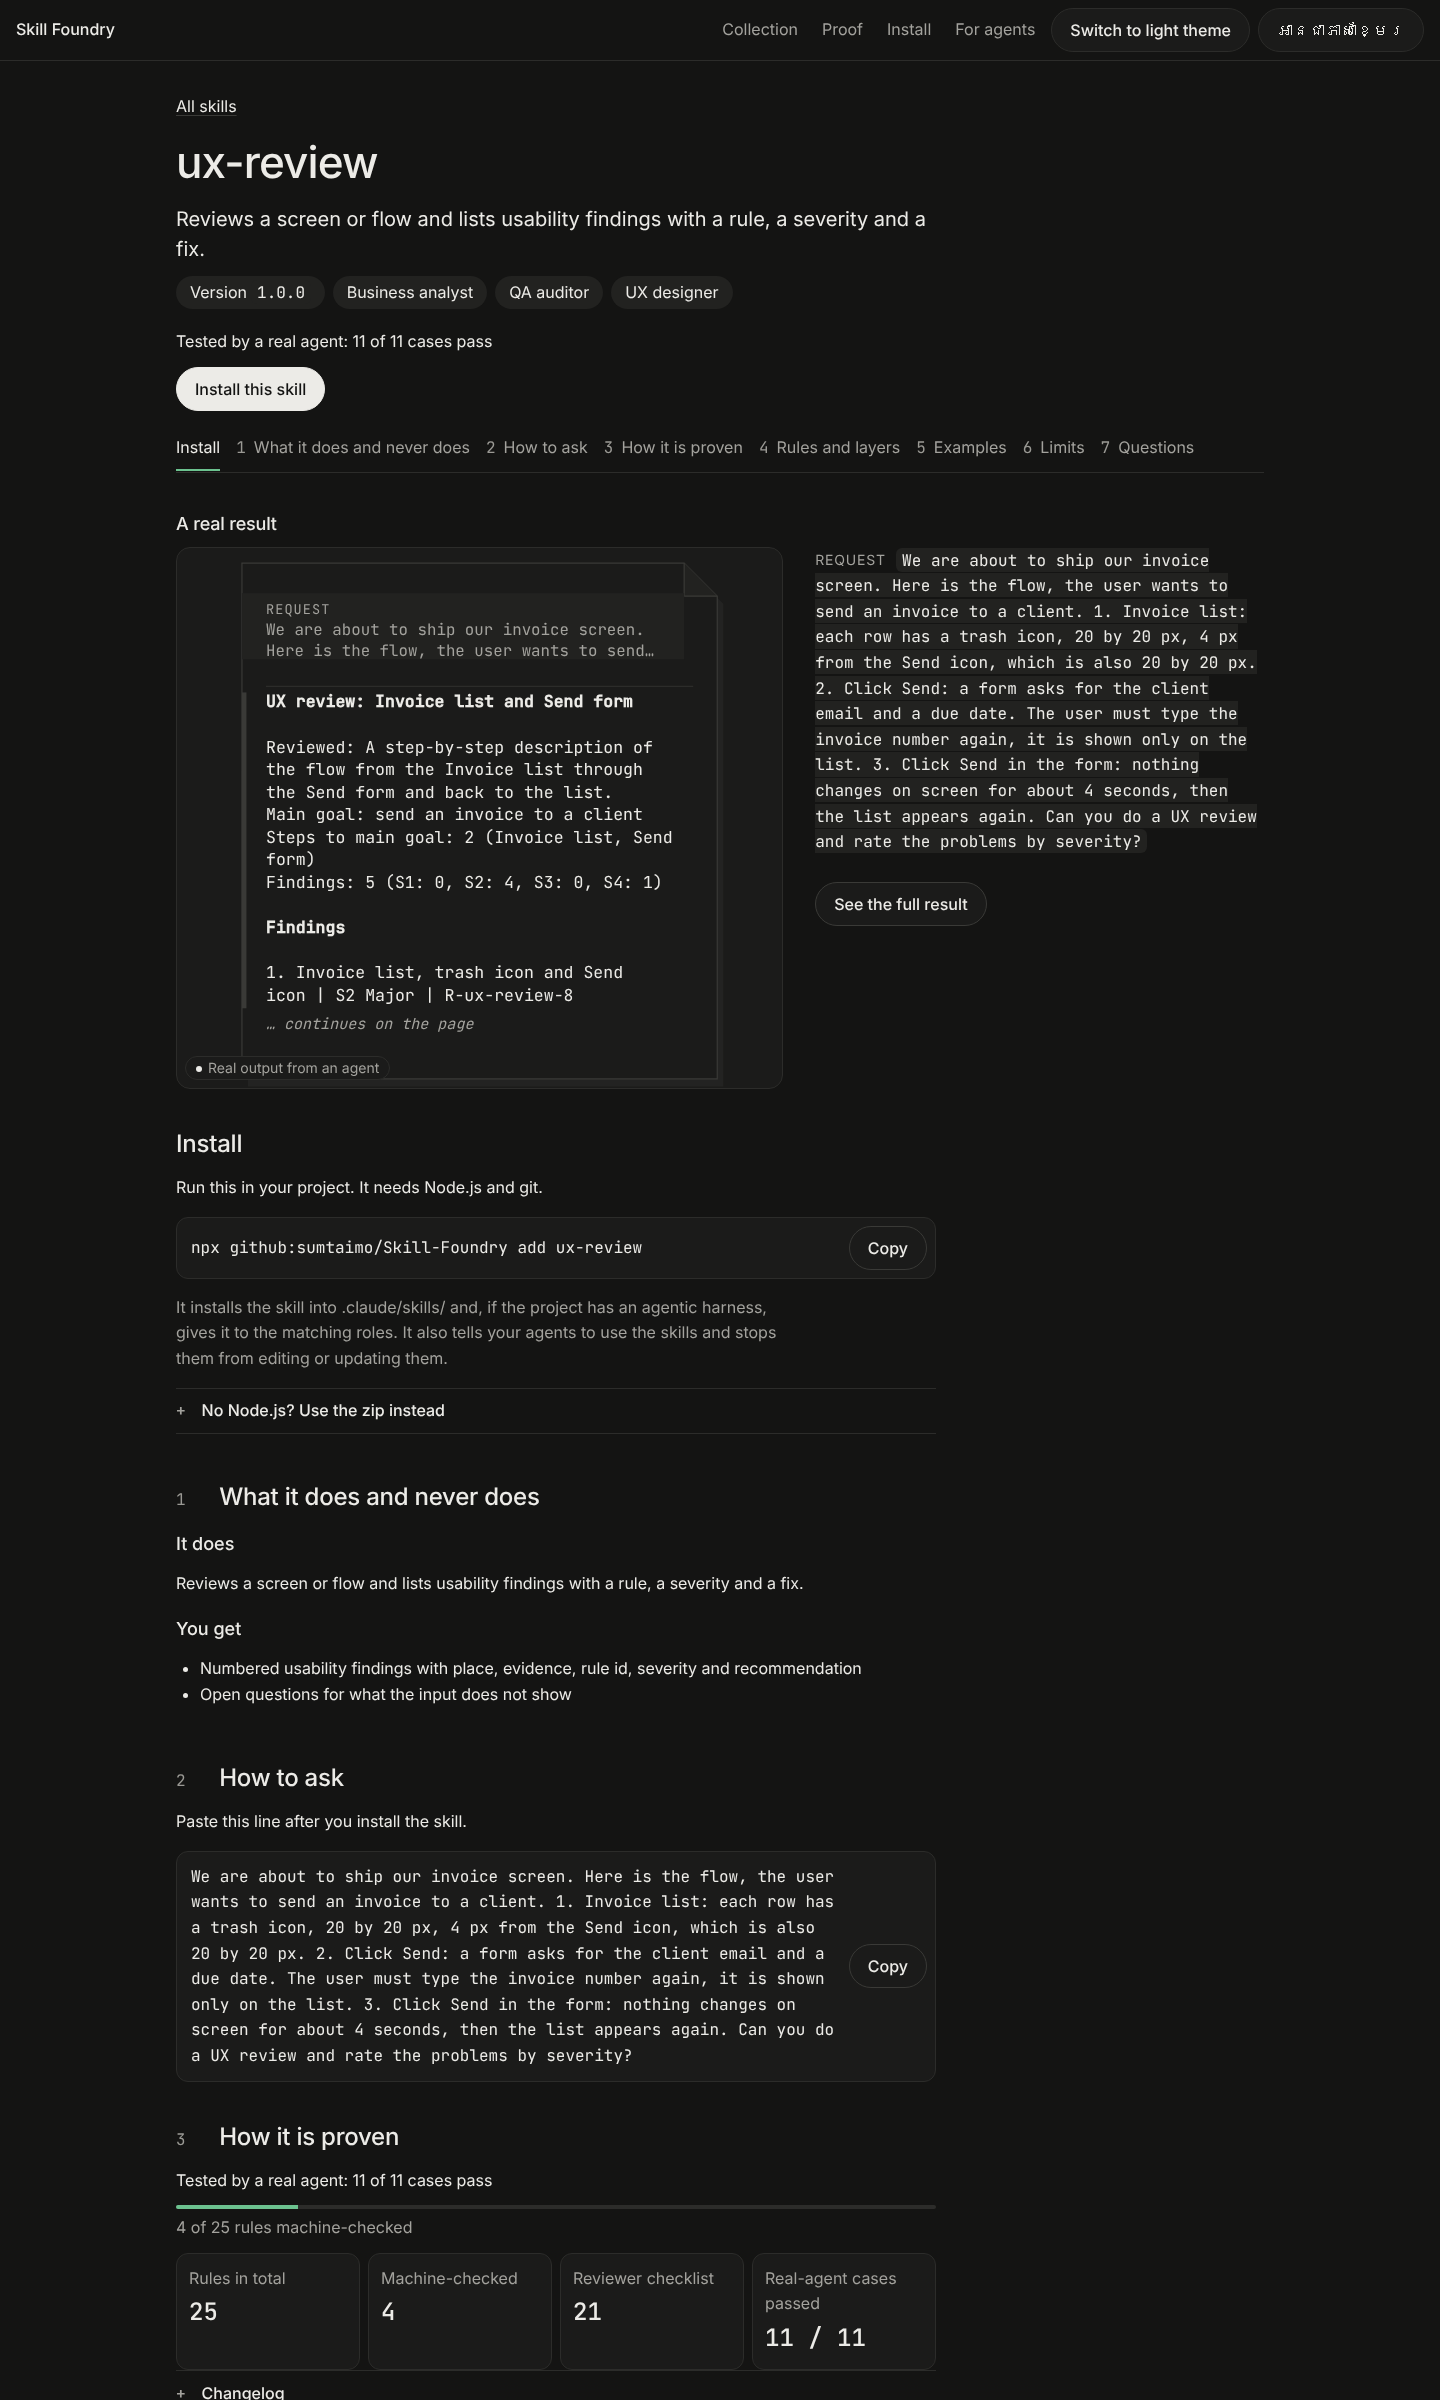 Skill Foundry
Collection
Proof
Install
For agents
Switch to light theme
អានជាភាសាខ្មែរ
All skills
ux-review
Reviews a screen or flow and lists usability findings with a rule, a severity and a
fix.
Version 1.0.0
Business analyst
QA auditor
UX designer
Tested by a real agent: 11 of 11 cases pass
Install this skill
Install
1 What it does and never does
2 How to ask
3 How it is proven
4 Rules and layers
5 Examples
6 Limits
7 Questions
A real result
REQUEST
We are about to ship our invoice screen.
Here is the flow, the user wants to send…
UX review: Invoice list and Send form
Reviewed: A step-by-step description of
the flow from the Invoice list through
the Send form and back to the list.
Main goal: send an invoice to a client
Steps to main goal: 2 (Invoice list, Send
form)
Findings: 5 (S1: 0, S2: 4, S3: 0, S4: 1)
Findings
1. Invoice list, trash icon and Send
icon | S2 Major | R-ux-review-8
… continues on the page
Real output from an agent
REQUEST We are about to ship our invoice
screen. Here is the flow, the user wants to
send an invoice to a client. 1. Invoice list:
each row has a trash icon, 20 by 20 px, 4 px
from the Send icon, which is also 20 by 20 px.
2. Click Send: a form asks for the client
email and a due date. The user must type the
invoice number again, it is shown only on the
list. 3. Click Send in the form: nothing
changes on screen for about 4 seconds, then
the list appears again. Can you do a UX review
and rate the problems by severity?
See the full result
Install
Run this in your project. It needs Node.js and git.
npx github:sumtaimo/Skill-Foundry add ux-review
Copy
It installs the skill into .claude/skills/ and, if the project has an agentic harness,
gives it to the matching roles. It also tells your agents to use the skills and stops
them from editing or updating them.
+ No Node.js? Use the zip instead
1 What it does and never does
It does
Reviews a screen or flow and lists usability findings with a rule, a severity and a fix.
You get
• Numbered usability findings with place, evidence, rule id, severity and recommendation
• Open questions for what the input does not show
2 How to ask
Paste this line after you install the skill.
We are about to ship our invoice screen. Here is the flow, the user
wants to send an invoice to a client. 1. Invoice list: each row has
a trash icon, 20 by 20 px, 4 px from the Send icon, which is also
20 by 20 px. 2. Click Send: a form asks for the client email and a
due date. The user must type the invoice number again, it is shown
only on the list. 3. Click Send in the form: nothing changes on
screen for about 4 seconds, then the list appears again. Can you do
a UX review and rate the problems by severity?
Copy
3 How it is proven
Tested by a real agent: 11 of 11 cases pass
4 of 25 rules machine-checked
Rules in total
25
Machine-checked
4
Reviewer checklist
21
Real-agent cases
passed
11 / 11
+ Changelog